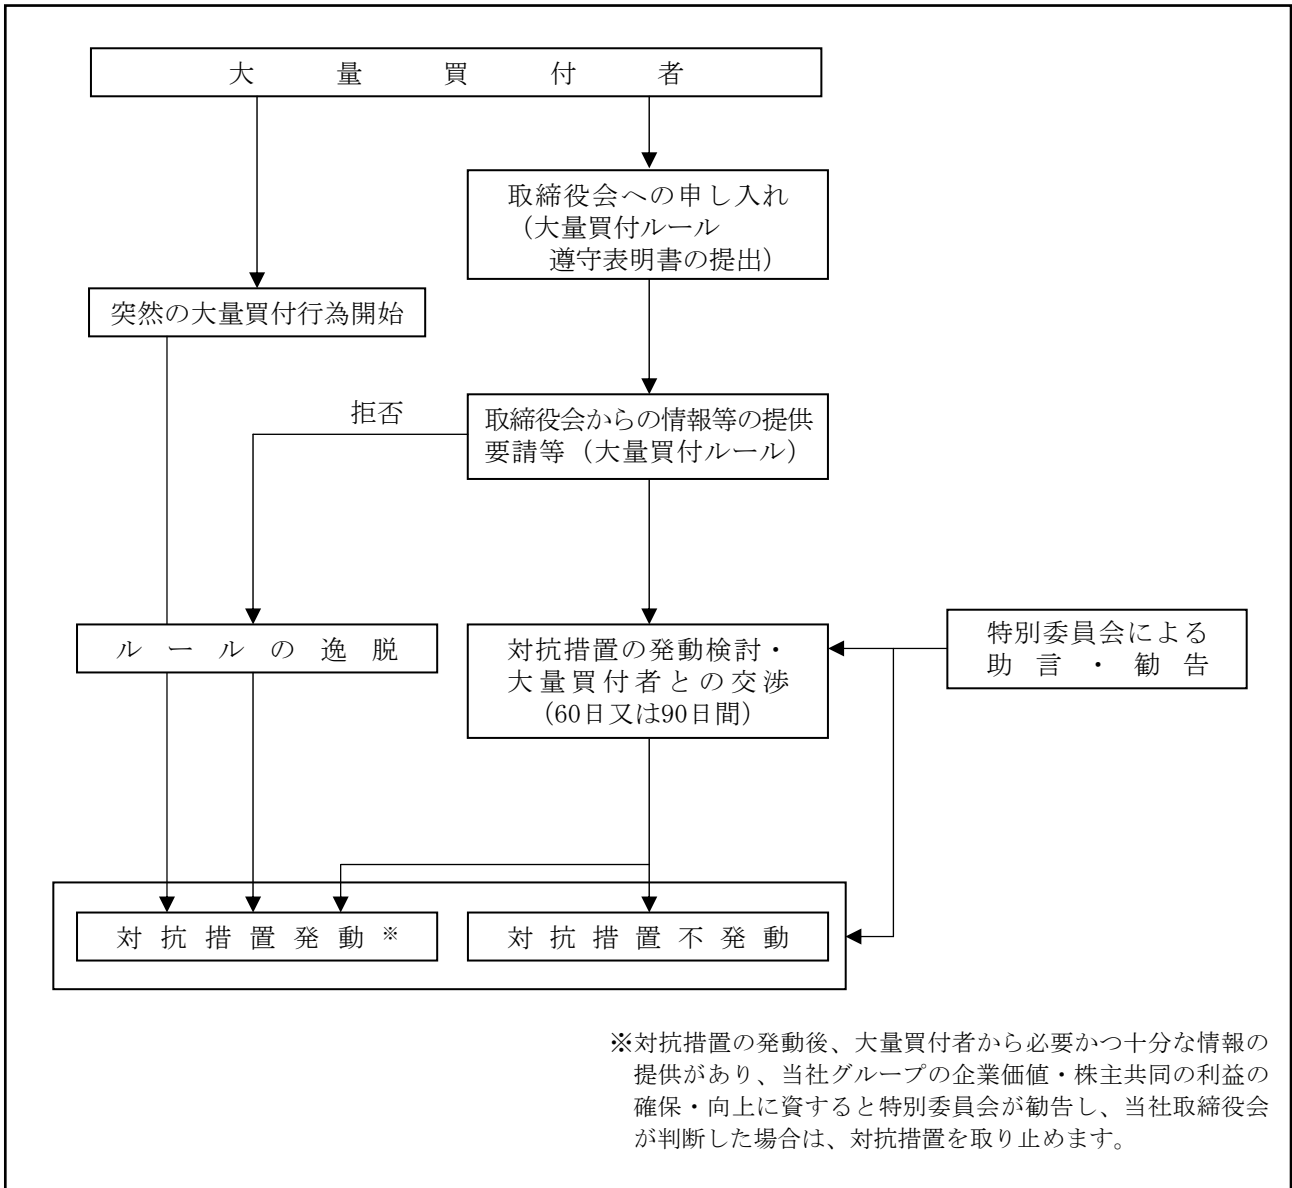 大量買付者
取締役会への申し入れ
（大量買付ルール
遵守表明書の提出）
突然の大量買付行為開始
拒否
取締役会からの情報等の提供
要請等（大量買付ルール）
ルールの逸脱
対抗措置の発動検討・
大量買付者との交渉
（60日又は90日間）
特別委員会による
助言・勧告
対抗措置発動※
対抗措置不発動
※対抗措置の発動後、大量買付者から必要かつ十分な情報の
提供があり、当社グループの企業価値・株主共同の利益の
確保・向上に資すると特別委員会が勧告し、当社取締役会
が判断した場合は、対抗措置を取り止めます。